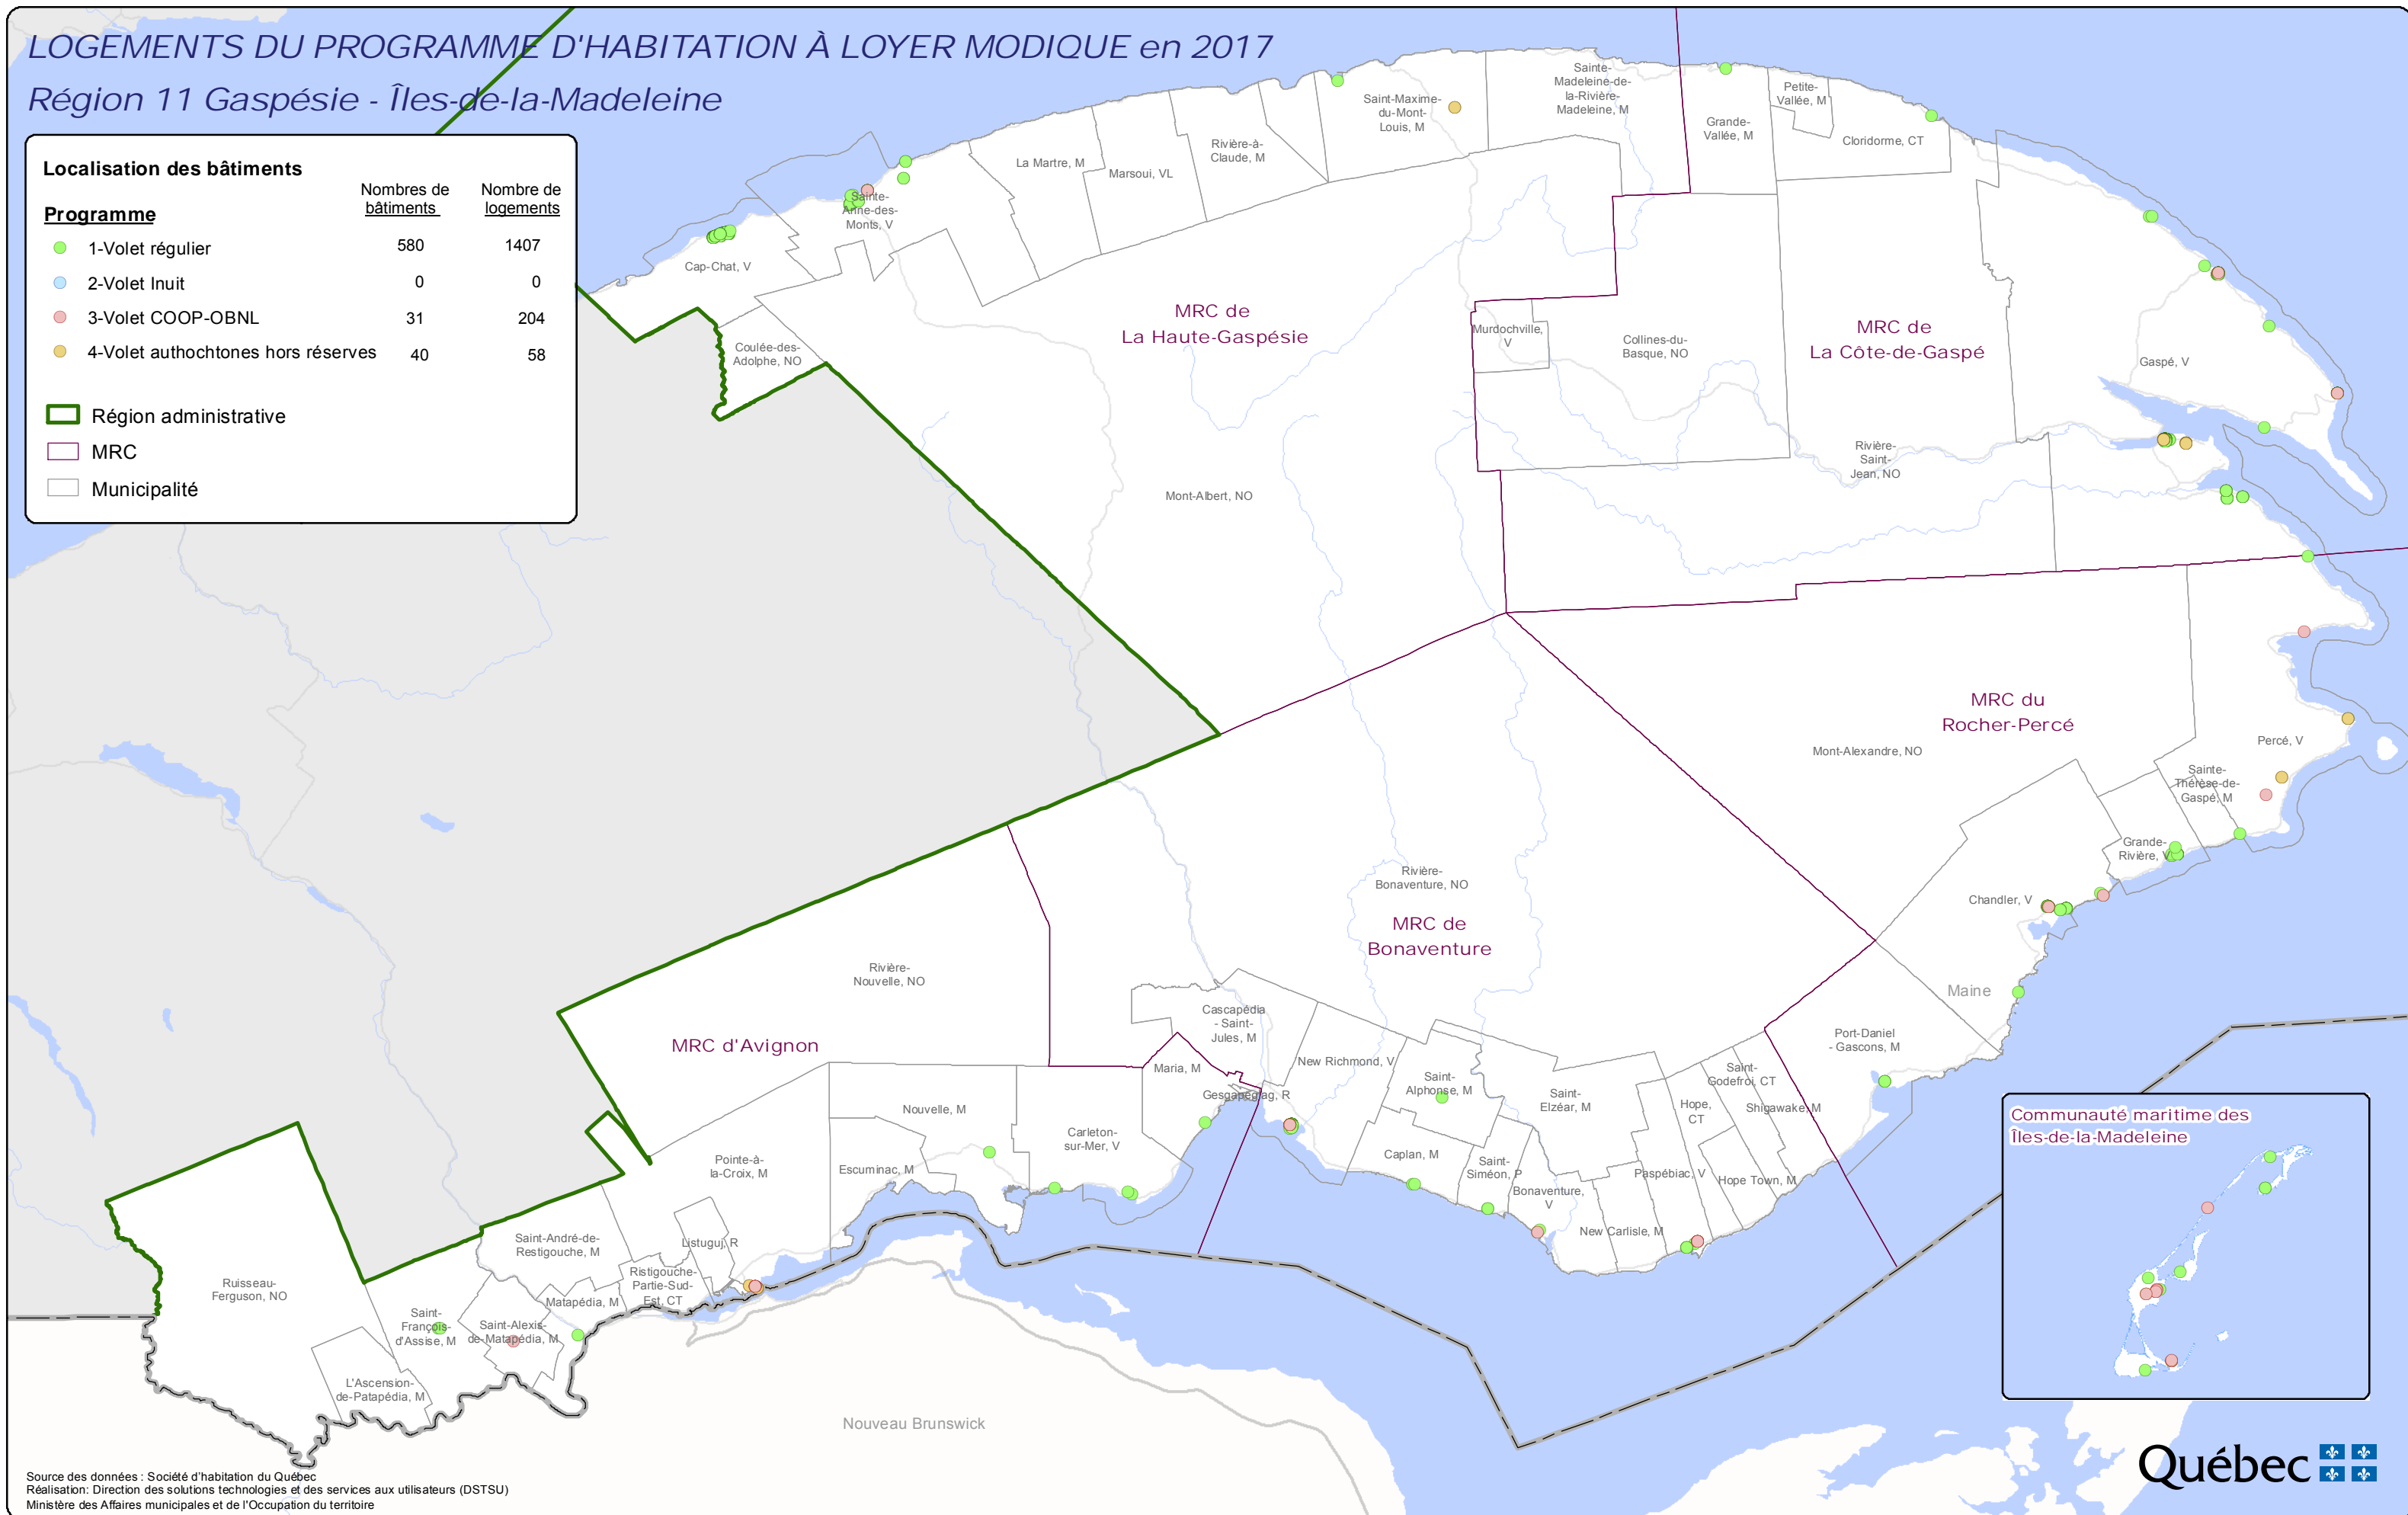 LOGEMENTS DU PROGRAMME D'HABITATION À LOYER MODIQUE en 2017
Région 11 Gaspésie - Îles-de-la-Madeleine
Localisation des bâtiments
Programme
Nombres de
bâtiments
Nombre de
logements
1-Volet régulier 580 1407
2-Volet Inuit 0 0
3-Volet COOP-OBNL 31 204
4-Volet authochtones hors réserves 40 58
Région administrative
MRC
Municipalité
Cap-Chat, V
Sainte-
Anne-des-
Monts, V
Coulée-des-
Adolphe, NO
La Martre, M
Marsoui, VL
Rivière-à-
Claude, M
Saint-Maxime-
du-Mont-
Louis, M
Sainte-
Madeleine-de-
la-Rivière-
Madeleine, M
Grande-
Vallée, M
Petite-
Vallée, M
Cloridorme, CT
MRC de
La Haute-Gaspésie
Mont-Albert, NO
Murdochville,
V
Collines-du-
Basque, NO
MRC de
La Côte-de-Gaspé
Gaspé, V
Rivière-
Saint-
Jean, NO
MRC du
Rocher-Percé
Mont-Alexandre, NO
Percé, V
Sainte-
Thérèse-de-
Gaspé, M
Grande-
Rivière, V
Chandler, V
Maine
Port-Daniel
- Gascons, M
Rivière-
Bonaventure, NO
MRC de
Bonaventure
Cascapédia
- Saint-
Jules, M
New Richmond, V
Saint-
Alphonse, M
Saint-
Elzéar, M
Caplan, M
Saint-
Siméon, P
Bonaventure,
V
New Carlisle, M
Paspébiac, V
Hope,
CT
Hope Town, M
Saint-
Godefroi, CT
Shigawake, M
Rivière-
Nouvelle, NO
MRC d'Avignon
Maria, M
Gesgapegiag, R
Carleton-
sur-Mer, V
Nouvelle, M
Escuminac, M
Pointe-à-
la-Croix, M
Listuguj, R
Ristigouche-
Partie-Sud-
Est, CT
Saint-André-de-
Restigouche, M
Matapédia, M
Saint-Alexis-
de-Matapédia, M
Saint-
François-
d'Assise, M
L'Ascension-
de-Patapédia, M
Ruisseau-
Ferguson, NO
Nouveau Brunswick
Communauté maritime des
Îles-de-la-Madeleine
Source des données : Société d'habitation du Québec
Réalisation: Direction des solutions technologies et des services aux utilisateurs (DSTSU)
Ministère des Affaires municipales et de l'Occupation du territoire
Québec